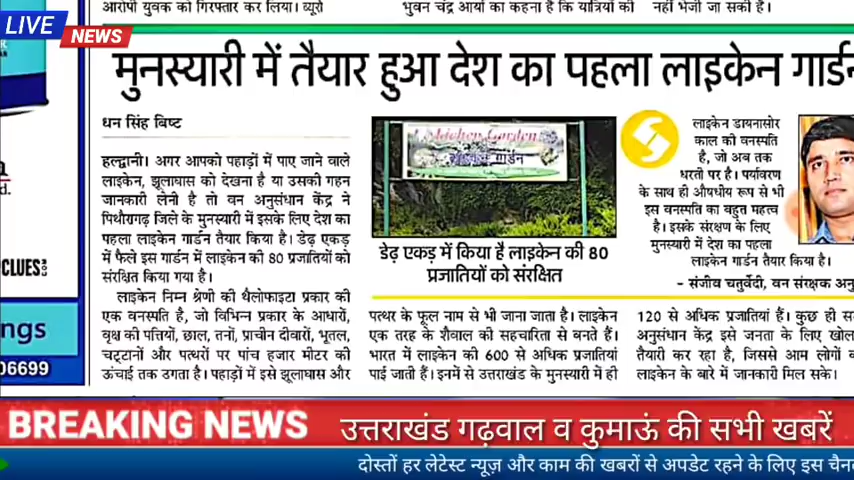 आरोपी युवक को गिरफ्तार कर लिया। ब्यूरो
भुवन चंद्र आर्या का कहना है कि यात्रियों की
नहीं भेजी जा सकी हैं।
LIVE
NEWS
मुनस्यारी में तैयार हुआ देश का पहला लाइकेन गार्डन
धन सिंह बिष्ट
हल्द्वानी। अगर आपको पहाड़ों में पाए जाने वाले
लाइकेन, झूलाघास को देखना है या उसकी गहन
जानकारी लेनी है तो वन अनुसंधान केंद्र ने
पिथौरागढ़ जिले के मुनस्यारी में इसके लिए देश का
पहला लाइकेन गार्डन तैयार किया है। डेढ़ एकड़
में फैले इस गार्डन में लाइकेन की 80 प्रजातियों को
संरक्षित किया गया है।
लाइकेन निम्न श्रेणी की थैलोफाइटा प्रकार की
एक वनस्पति है, जो विभिन्न प्रकार के आधारों,
वृक्ष की पत्तियों, छाल, तनों, प्राचीन दीवारों, भूतल,
चट्टानों और पत्थरों पर पांच हजार मीटर की
ऊंचाई तक उगता है। पहाड़ों में इसे झूलाघास और
Lichen Garden
गार्डन
डेढ़ एकड़ में किया है लाइकेन की 80
प्रजातियों को संरक्षित
पत्थर के फूल नाम से भी जाना जाता है। लाइकेन
एक तरह के शैवाल की सहचारिता से बनते हैं।
भारत में लाइकेन की 600 से अधिक प्रजातियां
पाई जाती हैं। इनमें से उत्तराखंड के मुनस्यारी में ही
लाइकेन डायनासोर
काल की वनस्पति
है, जो अब तक
धरती पर है। पर्यावरण
के साथ ही औषधीय रूप से भी
इस वनस्पति का बहुत महत्व
है। इसके संरक्षण के लिए
मुनस्यारी में देश का पहला
लाइकेन गार्डन तैयार किया है।
- संजीव चतुर्वेदी, वन संरक्षक अनु
120 से अधिक प्रजातियां हैं। कुछ ही स
अनुसंधान केंद्र इसे जनता के लिए खोल
तैयारी कर रहा है, जिससे आम लोगों क
लाइकेन के बारे में जानकारी मिल सके।
a
d.
CLUES
ngs
06699
BREAKING NEWS
उत्तराखंड गढ़वाल व कुमाऊं की सभी खबरें
दोस्तों हर लेटेस्ट न्यूज़ और काम की खबरों से अपडेट रहने के लिए इस चैन